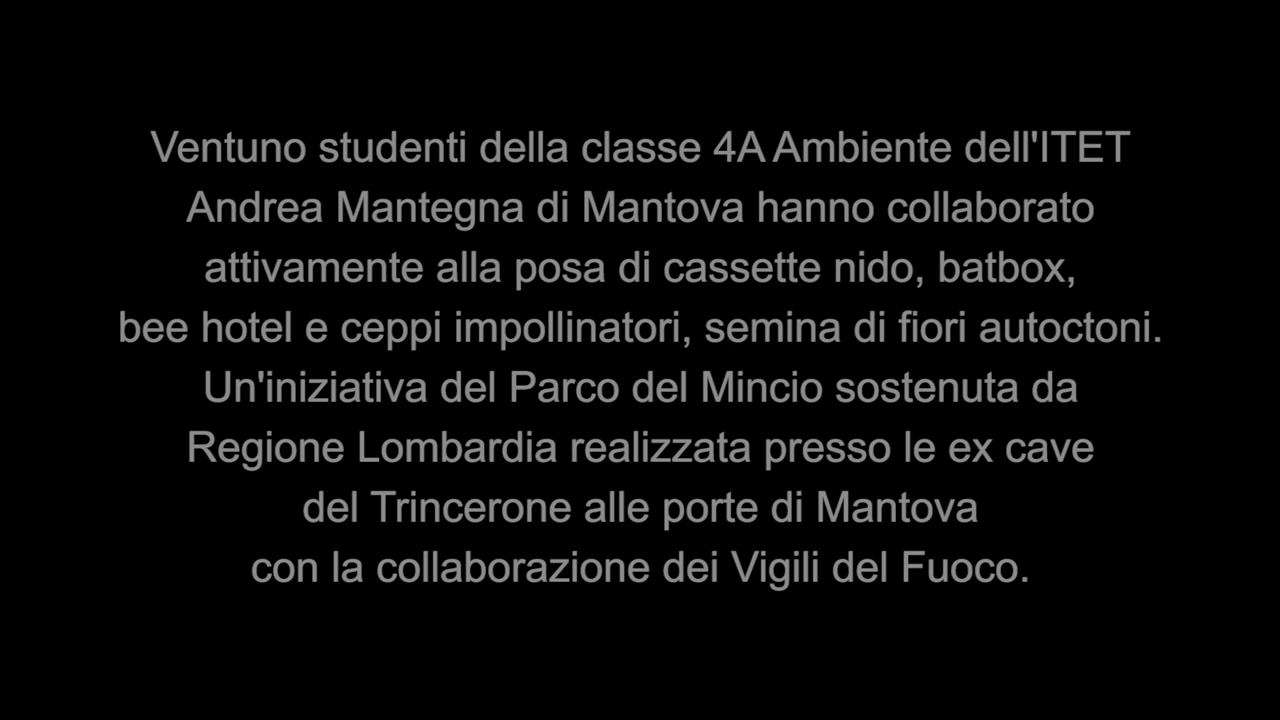 Ventuno studenti della classe 4A Ambiente dell'ITET
Andrea Mantegna di Mantova hanno collaborato
attivamente alla posa di cassette nido, batbox,
bee hotel e ceppi impollinatori, semina di fiori autoctoni.
Un'iniziativa del Parco del Mincio sostenuta da
Regione Lombardia realizzata presso le ex cave
del Trincerone alle porte di Mantova
con la collaborazione dei Vigili del Fuoco.